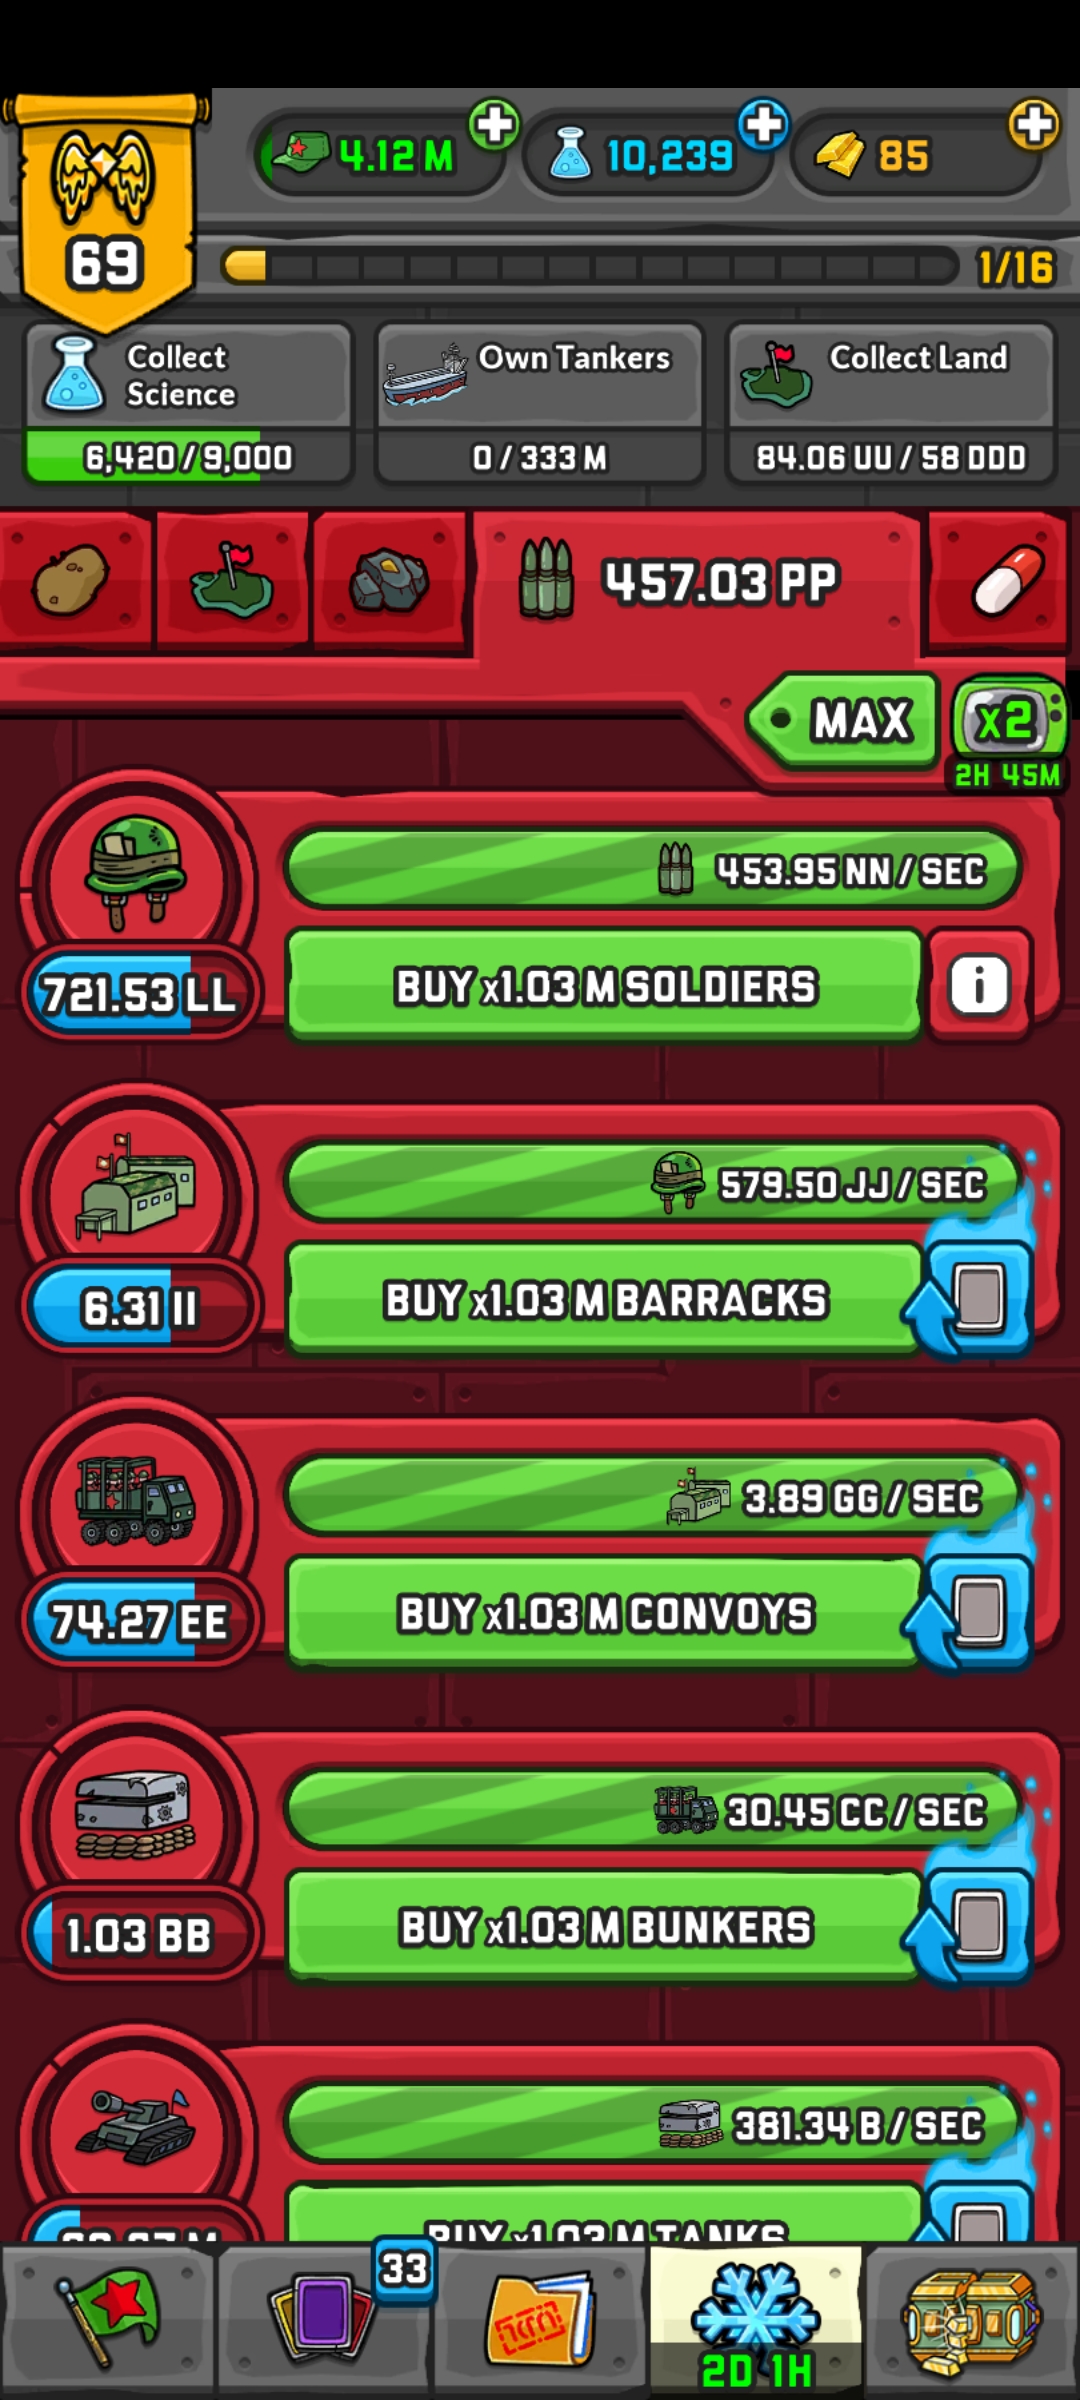 4.12 M
10,239
85
69
1/16
Collect
Science
6,420/9,000
Own Tankers
0/333 M
Collect Land
84.06 UU/58 DDD
457.03 PP
MAX
x2
2H 45M
453.95 NN/SEC
721.53 LL
BUY x1.03 M SOLDIERS
i
579.50 JJ/SEC
6.31 II
BUY x1.03 M BARRACKS
3.89 GG/SEC
74.27 EE
BUY x1.03 M CONVOYS
30.45 CC/SEC
1.03 BB
BUY x1.03 M BUNKERS
381.34 B/SEC
BUY x1.03 M TANKS
33
2D 1H